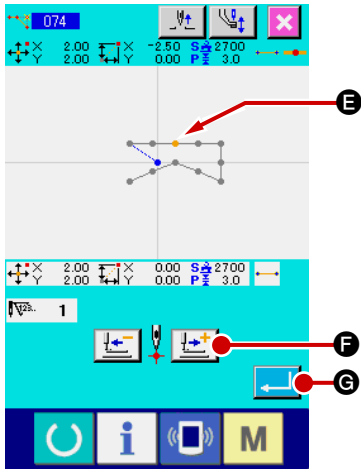 074
X 2.00 X -2.50 S 2700
Y 2.00 Y 0.00 P 3.0
E
X 2.00 X 0.00 S 2700
Y 2.00 Y 0.00 P 3.0
123.. 1
F
G
i M